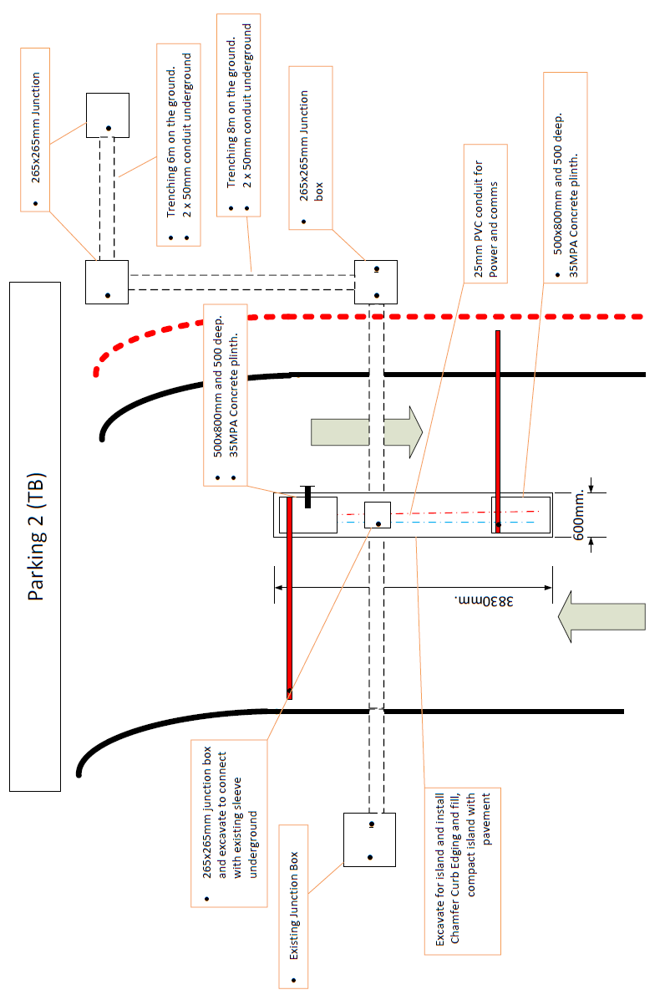 Parking 2 (TB)
265x265mm Junction
Trenching 6m on the ground.
2 x 50mm conduit underground
Trenching 8m on the ground.
2 x 50mm conduit underground
265x265mm Junction
box
25mm PVC conduit for
Power and comms
500x800mm and 500 deep.
35MPA Concrete plinth.
500x800mm and 500 deep.
35MPA Concrete plinth.
600mm.
3830mm.
265x265mm junction box
and excavate to connect
with existing sleeve
underground
Existing Junction Box
Excavate for island and install
Chamfer Curb Edging and fill,
compact island with
pavement